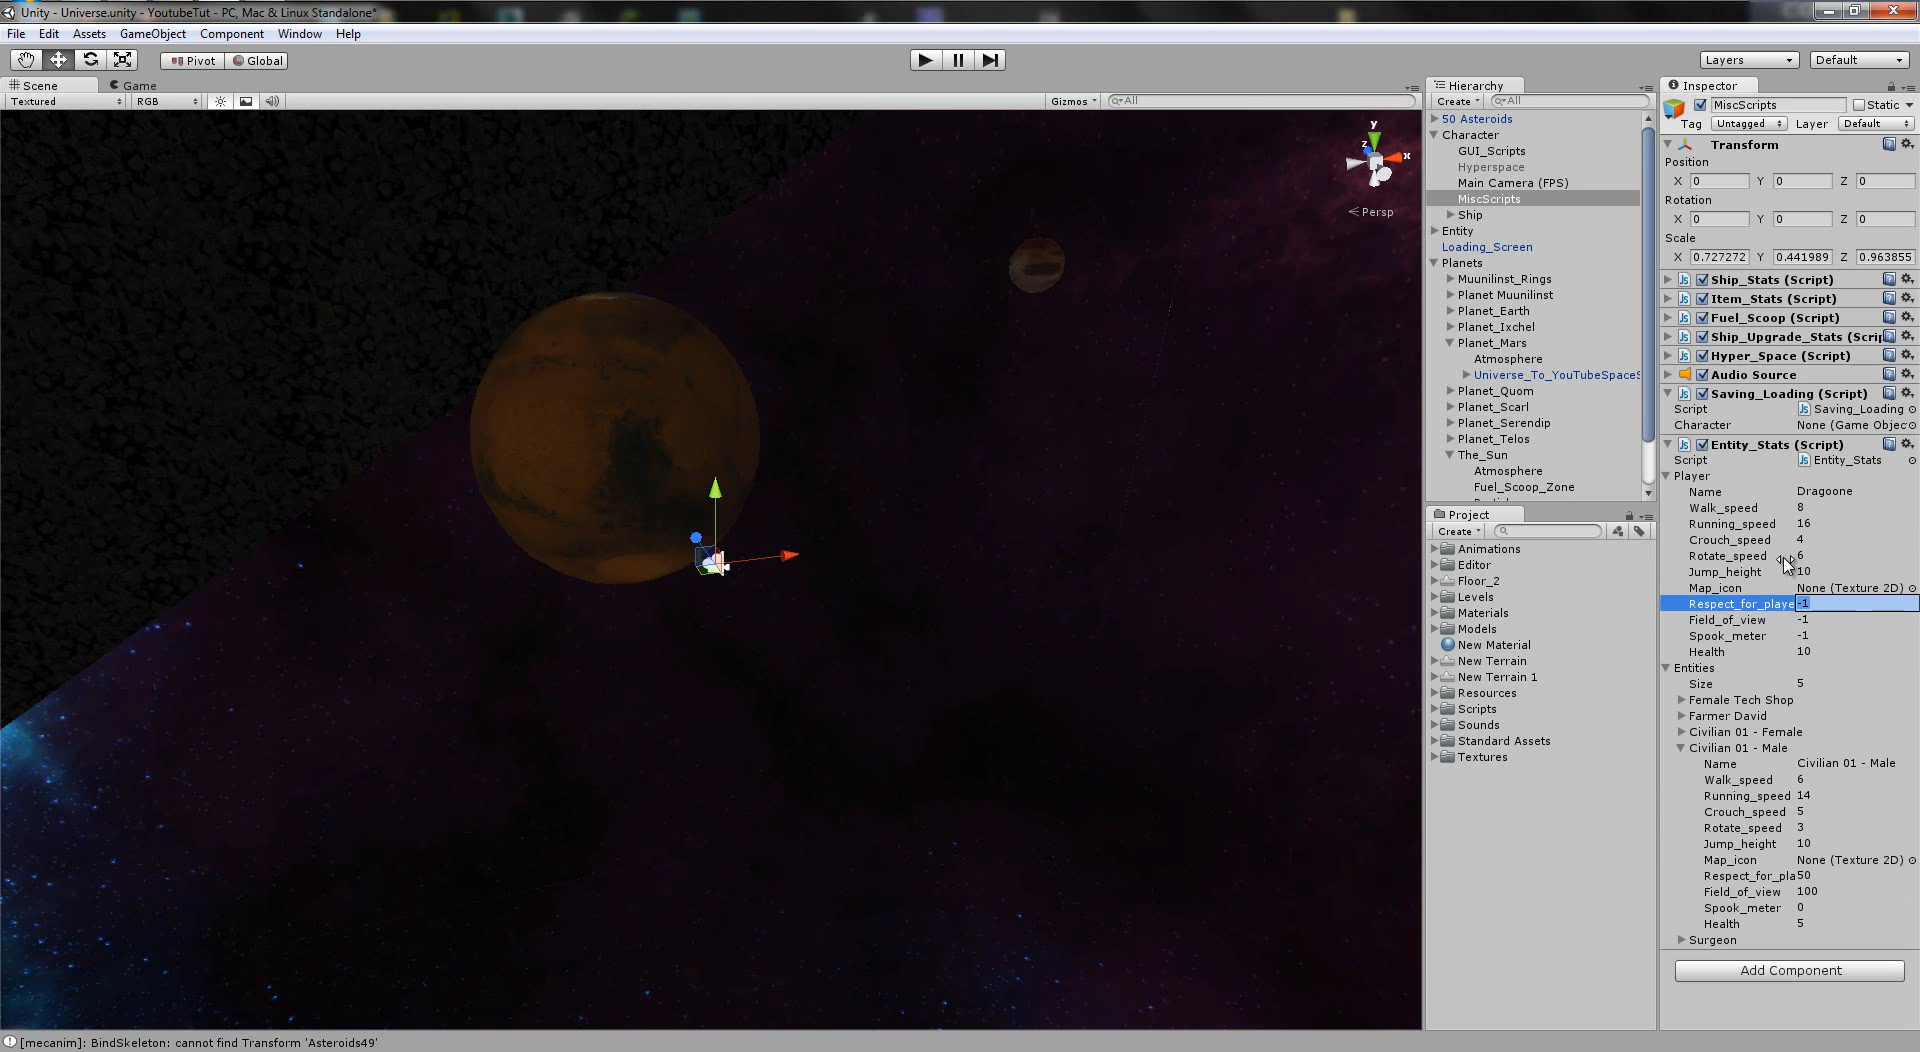 Unity - Universe.unity - YoutubeTut - PC, Mac & Linux Standalone*
File Edit Assets GameObject Component Window Help
Pivot Global Layers Default
Scene Game
Textured RGB Gizmos All
y
z
x
Persp
Hierarchy
Create All
50 Asteroids
Character
GUI_Scripts
Hyperspace
Main Camera (FPS)
MiscScripts
Ship
Entity
Loading_Screen
Planets
Muunilinst_Rings
Planet Muunilinst
Planet_Earth
Planet_Ixchel
Planet_Mars
Atmosphere
Universe_To_YouTubeSpaceS
Planet_Quom
Planet_Scarl
Planet_Serendip
Planet_Telos
The_Sun
Atmosphere
Fuel_Scoop_Zone
Project
Create
Animations
Editor
Floor_2
Levels
Materials
Models
New Material
New Terrain
New Terrain 1
Resources
Scripts
Sounds
Standard Assets
Textures
Inspector
MiscScripts Static
Tag Untagged Layer Default
Transform
Position
X 0 Y 0 Z 0
Rotation
X 0 Y 0 Z 0
Scale
X 0.727272 Y 0.441989 Z 0.963855
Ship_Stats (Script)
Item_Stats (Script)
Fuel_Scoop (Script)
Ship_Upgrade_Stats (Scrip
Hyper_Space (Script)
Audio Source
Saving_Loading (Script)
Script Saving_Loading
Character None (Game Objec
Entity_Stats (Script)
Script Entity_Stats
Player
Name Dragoone
Walk_speed 8
Running_speed 16
Crouch_speed 4
Rotate_speed 6
Jump_height 10
Map_icon None (Texture 2D)
Respect_for_playe -1
Field_of_view -1
Spook_meter -1
Health 10
Entities
Size 5
Female Tech Shop
Farmer David
Civilian 01 - Female
Civilian 01 - Male
Name Civilian 01 - Male
Walk_speed 6
Running_speed 14
Crouch_speed 5
Rotate_speed 3
Jump_height 10
Map_icon None (Texture 2D)
Respect_for_pla 50
Field_of_view 100
Spook_meter 0
Health 5
Surgeon
Add Component
[mecanim]: BindSkeleton: cannot find Transform 'Asteroids49'